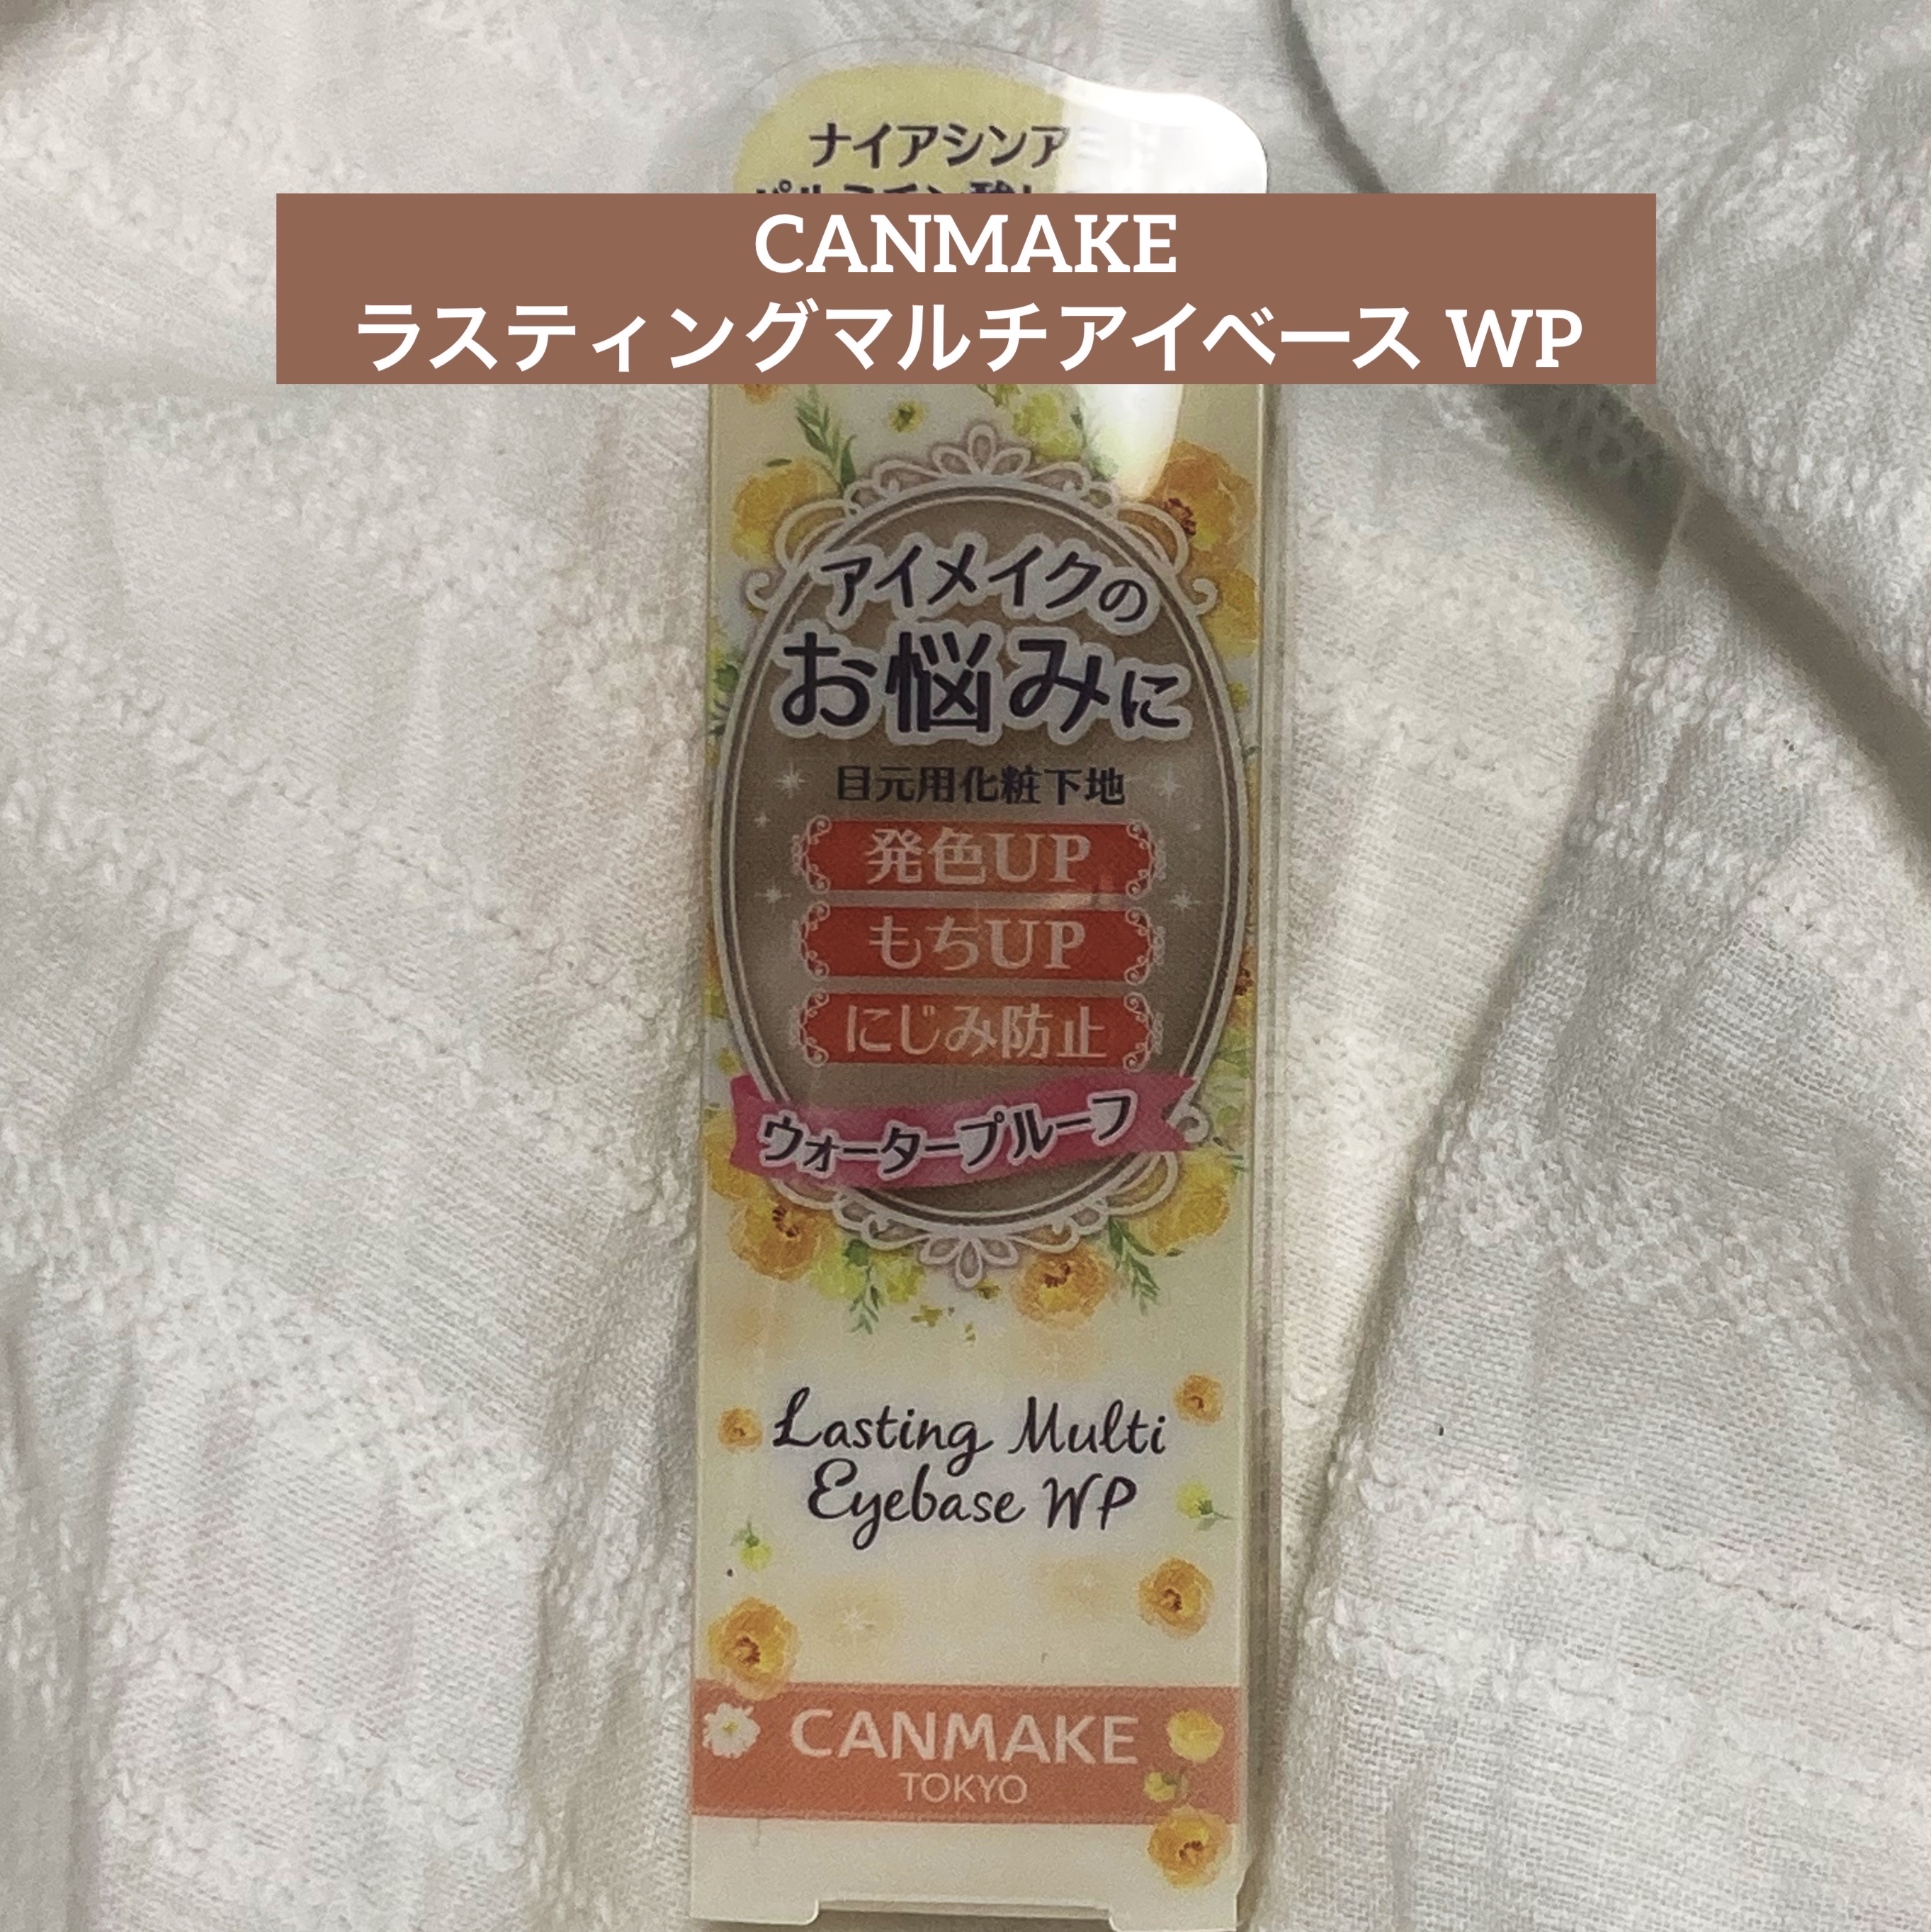 ナイアシンアミド
CANMAKE
ラスティングマルチアイベース WP
アイメイクの
お悩みに
目元用化粧下地
発色UP
もちUP
にじみ防止
ウォータープルーフ
Lasting Multi
Eyebase WP
CANMAKE
TOKYO